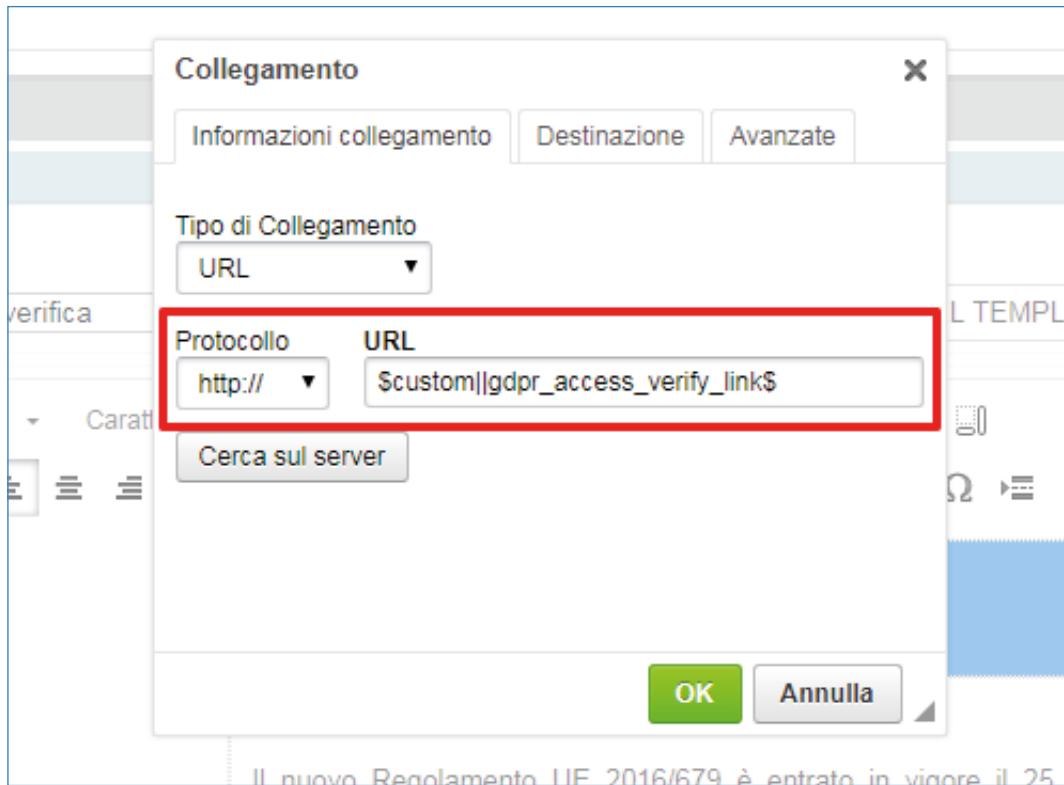 Collegamento
Informazioni collegamento Destinazione Avanzate
Tipo di Collegamento
URL
verifica
L TEMPL
Protocollo URL
http:// $custom||gdpr_access_verify_link$
Caratt
Cerca sul server
Ω
OK Annulla
Il nuovo Regolamento UE 2016/679 è entrato in vigore il 25